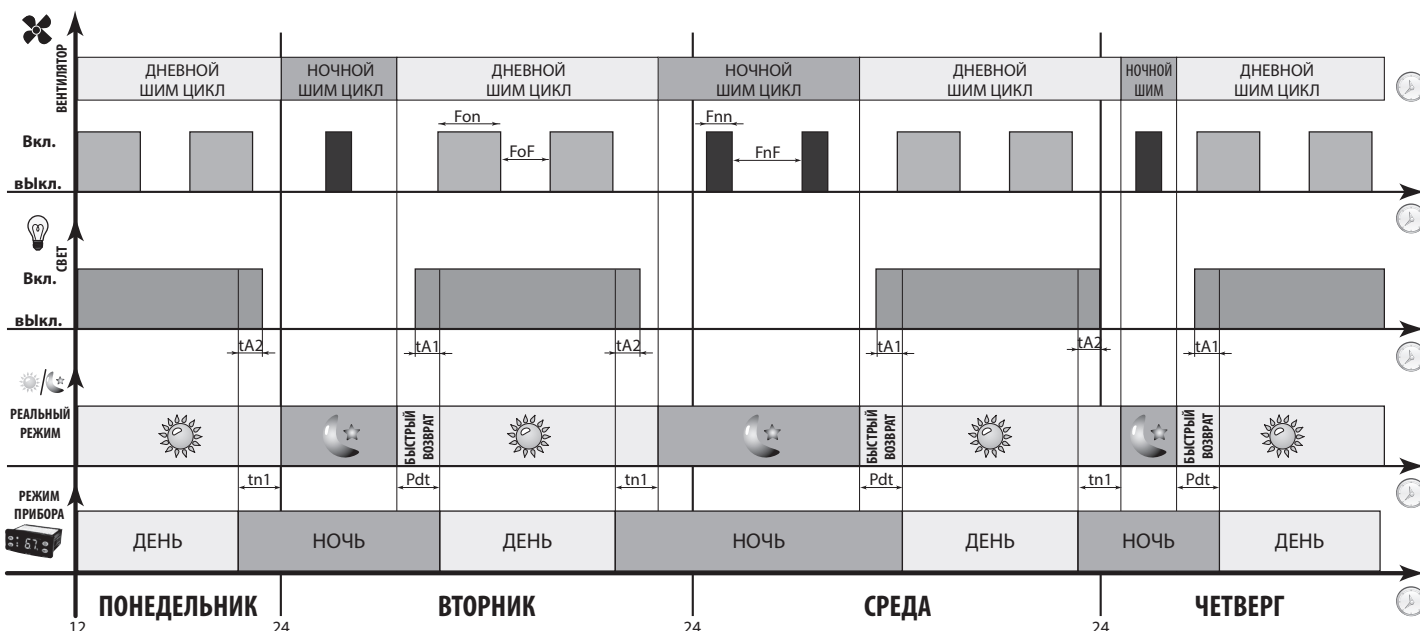 ВЕНТИЛЯТОР
ДНЕВНОЙ
ШИМ ЦИКЛ
НОЧНОЙ
ШИМ ЦИКЛ
ДНЕВНОЙ
ШИМ ЦИКЛ
НОЧНОЙ
ШИМ ЦИКЛ
ДНЕВНОЙ
ШИМ ЦИКЛ
НОЧНОЙ
ШИМ
ДНЕВНОЙ
ШИМ ЦИКЛ
Fon
Fnn
Вкл.
FoF
FnF
вЫкл.
СВЕТ
Вкл.
вЫкл.
tA2
tA1
tA2
tA1
tA2
tA1
РЕАЛЬНЫЙ
РЕЖИМ
БЫСТРЫЙ
ВОЗВРАТ
БЫСТРЫЙ
ВОЗВРАТ
БЫСТРЫЙ
ВОЗВРАТ
tn1
Pdt
tn1
Pdt
tn1
Pdt
РЕЖИМ
ПРИБОРА
ДЕНЬ
НОЧЬ
ДЕНЬ
НОЧЬ
ДЕНЬ
НОЧЬ
ДЕНЬ
ПОНЕДЕЛЬНИК
ВТОРНИК
СРЕДА
ЧЕТВЕРГ
12
24
24
24